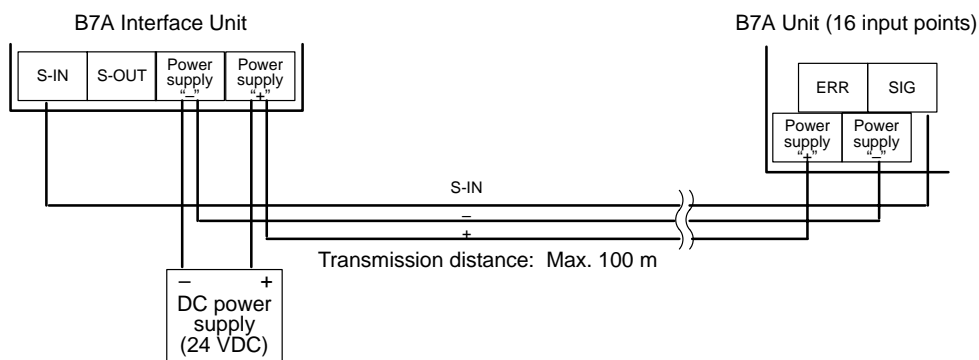 B7A Interface Unit
B7A Unit (16 input points)
S-IN
S-OUT
Power
supply
“–”
Power
supply
“+”
ERR
SIG
Power
supply
“+”
Power
supply
“–”
S-IN
–
+
Transmission distance:  Max. 100 m
– +
DC power
supply
(24 VDC)